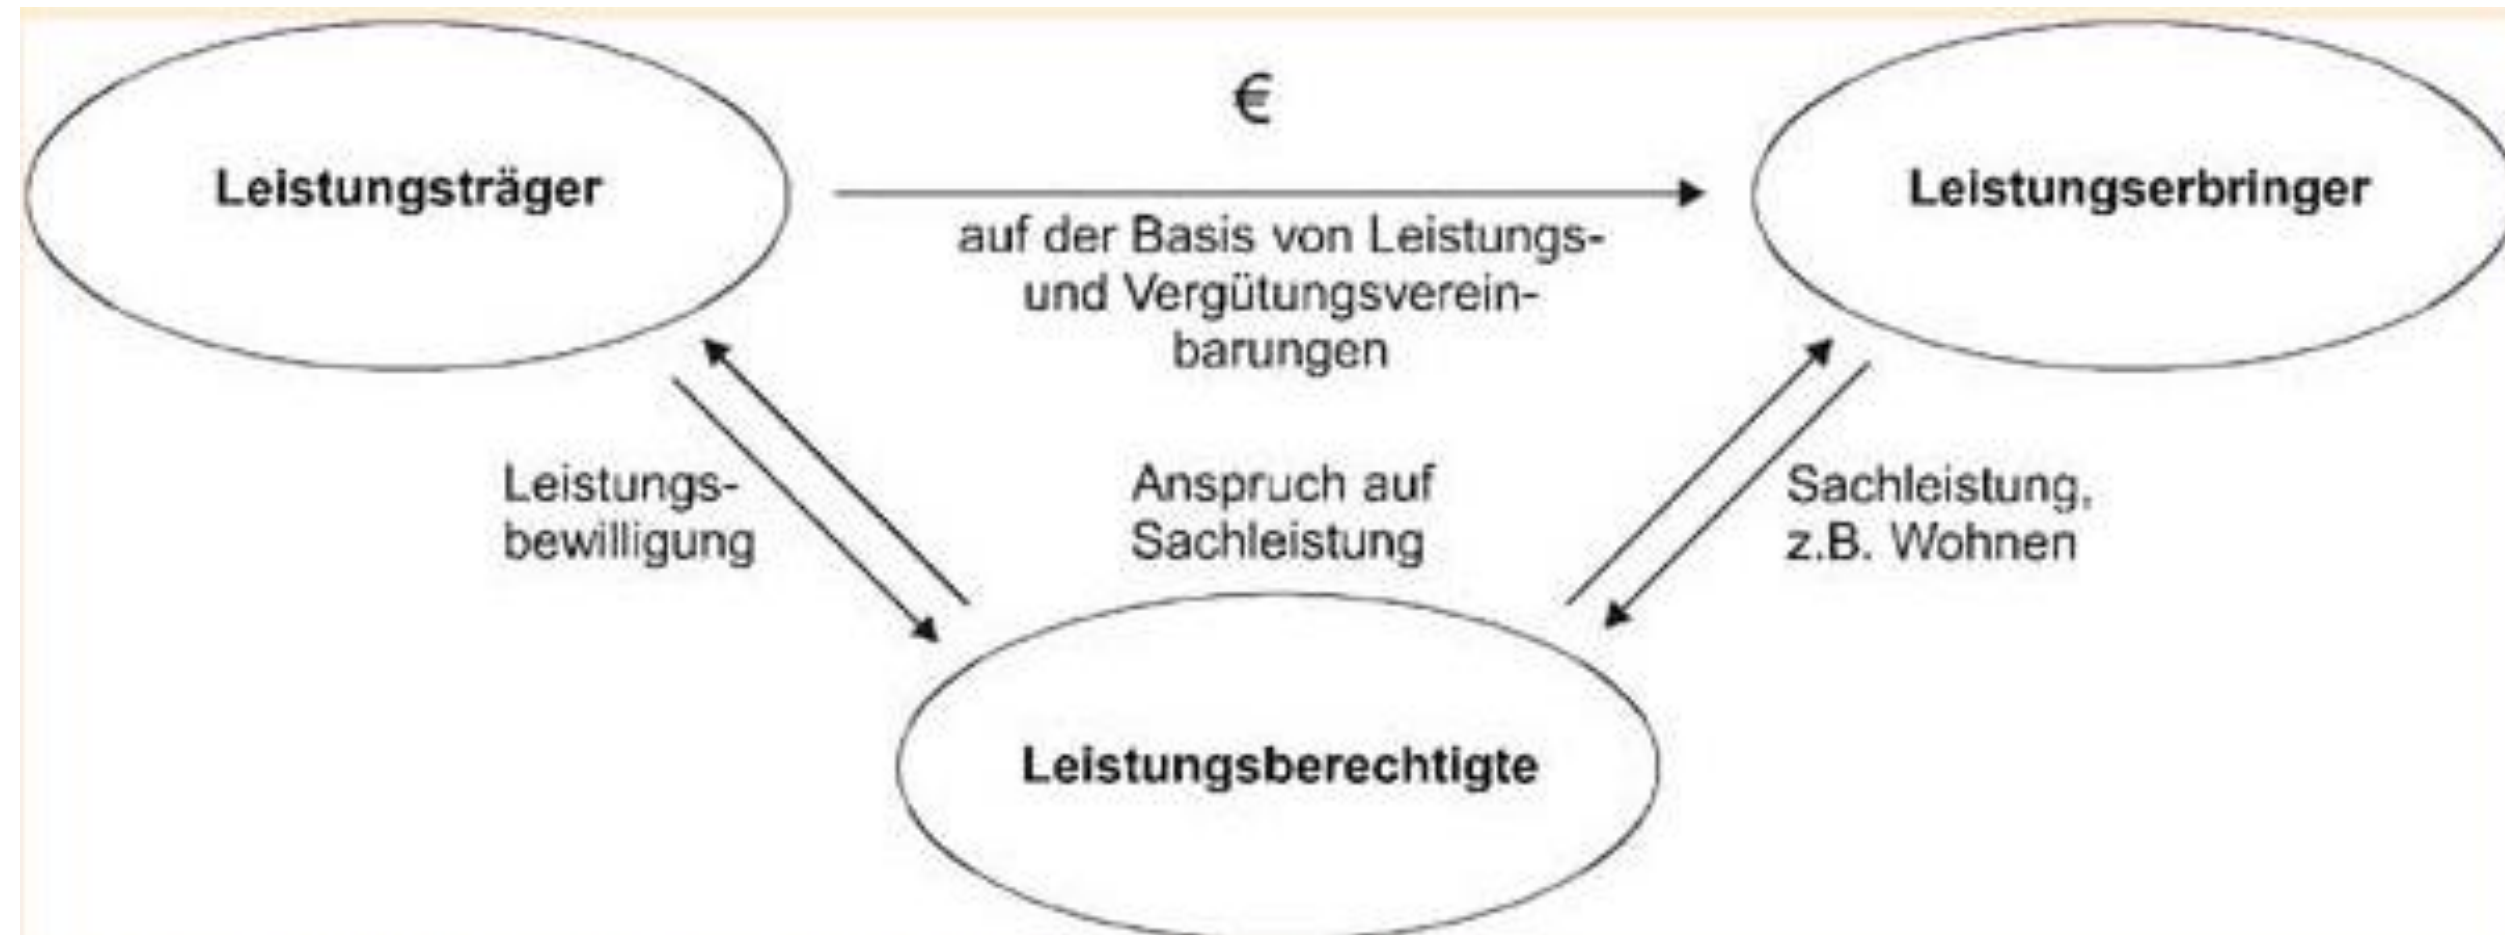 €
Leistungsträger
Leistungserbringer
auf der Basis von Leistungs-
und Vergütungsverein-
barungen
Leistungs-
bewilligung
Anspruch auf
Sachleistung
Sachleistung,
z.B. Wohnen
Leistungsberechtigte